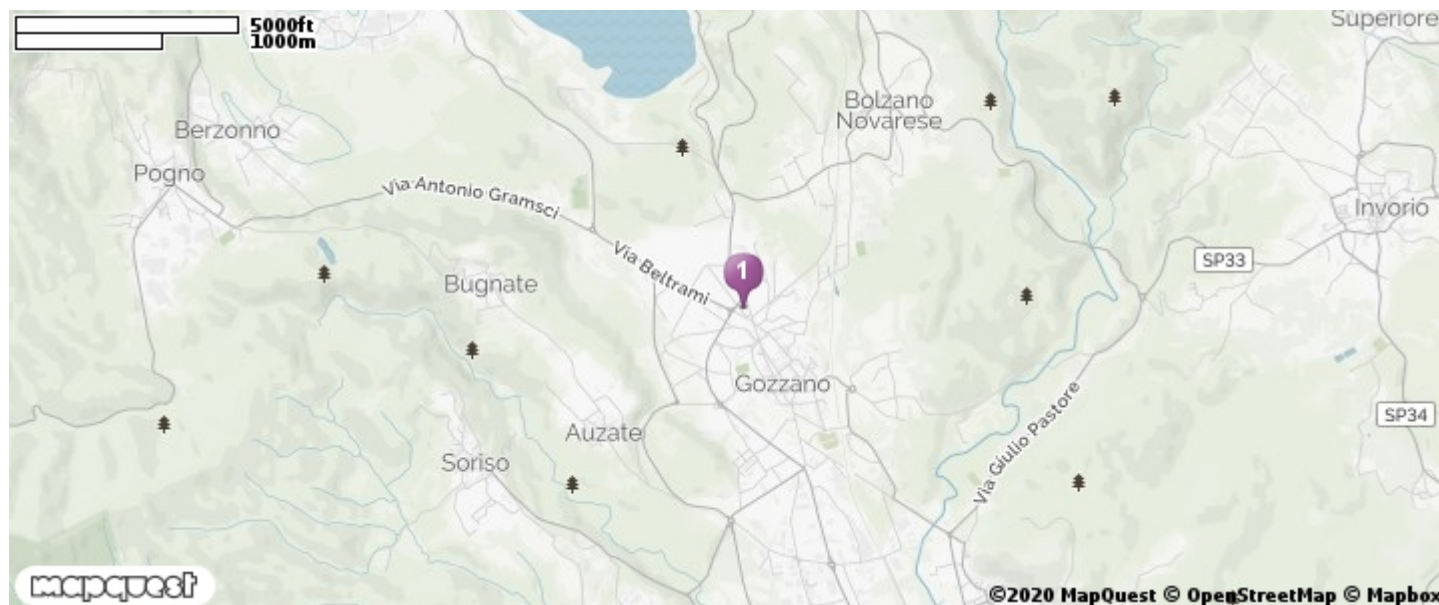 5000ft
1000m
Superiore
Bolzano
Novarese
Berzonno
Pogno
Via Antonio Gramsci
Invorio
Via Beltrami
SP33
1
Bugnate
Gozzano
Via Giulio Pastore
SP34
Auzate
Soriso
mapquest
©2020 MapQuest © OpenStreetMap © Mapbox